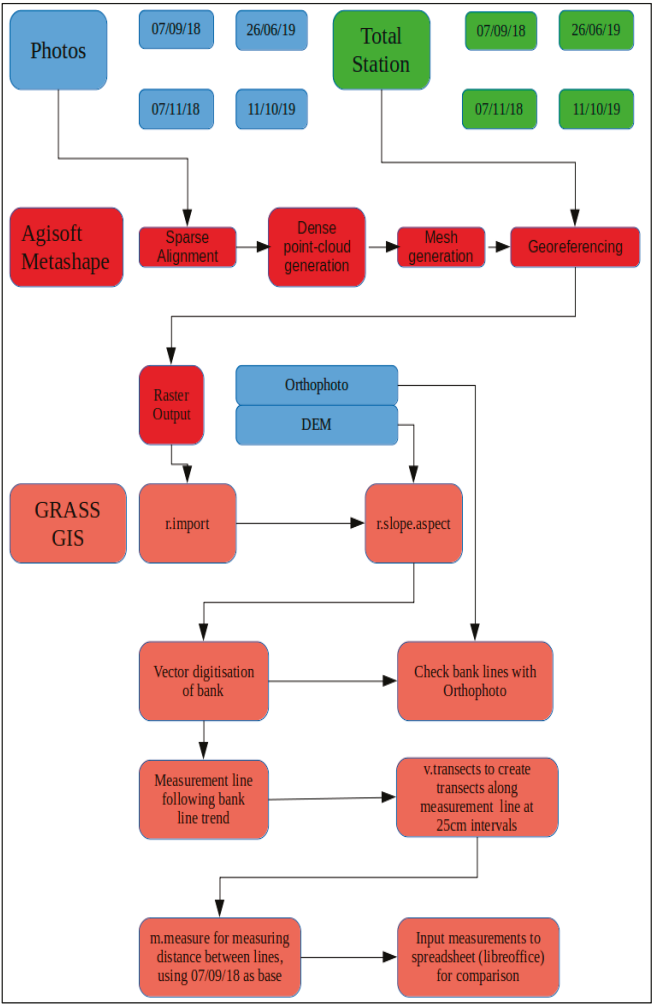 Photos
07/09/18
26/06/19
07/11/18
11/10/19
Total
Station
07/09/18
26/06/19
07/11/18
11/10/19
Agisoft
Metashape
Sparse
Alignment
Dense
point-cloud
generation
Mesh
generation
Georeferencing
Raster
Output
Orthophoto
DEM
GRASS
GIS
r.import
r.slope.aspect
Vector digitisation
of bank
Check bank lines with
Orthophoto
Measurement line
following bank
line trend
v.transects to create
transects along
measurement line at
25cm intervals
m.measure for measuring
distance between lines,
using 07/09/18 as base
Input measurements to
spreadsheet (libreoffice)
for comparison